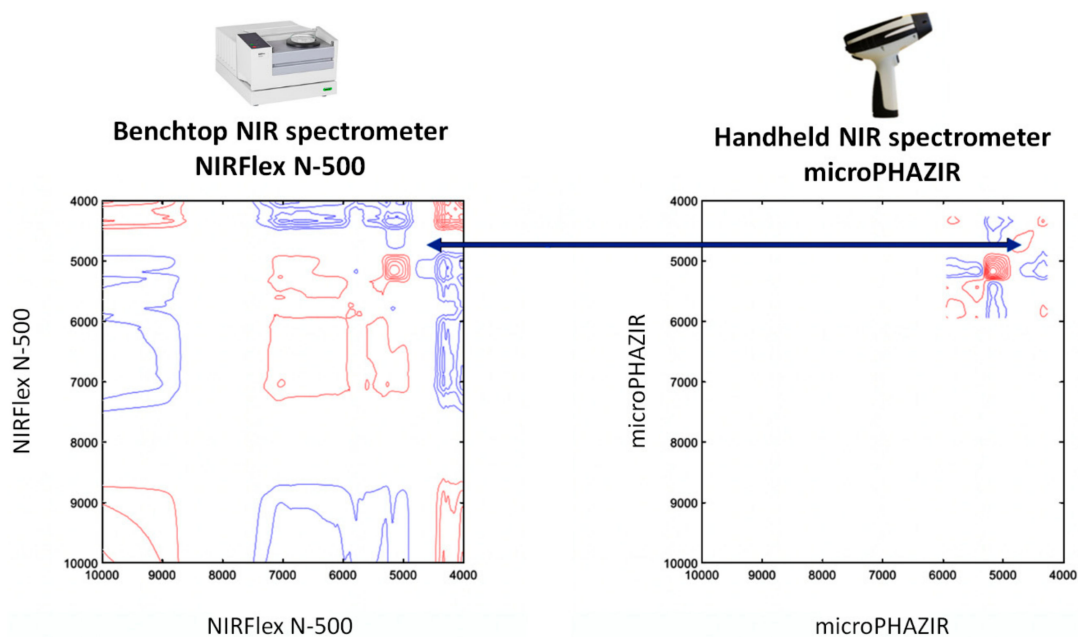 Benchtop NIR spectrometer
NIRFlex N-500
Handheld NIR spectrometer
microPHAZIR
NIRFlex N-500
4000
5000
6000
7000
8000
9000
10000
10000 9000 8000 7000 6000 5000 4000
NIRFlex N-500
microPHAZIR
4000
5000
6000
7000
8000
9000
10000
10000 9000 8000 7000 6000 5000 4000
microPHAZIR